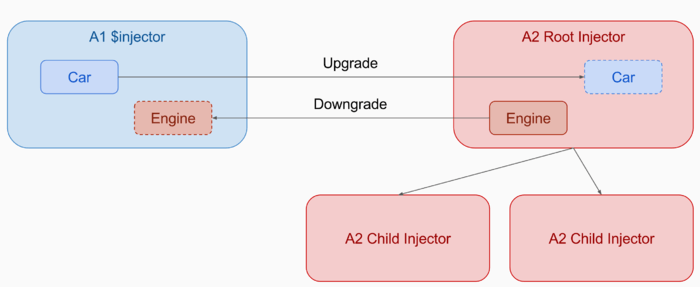 A1 $injector
A2 Root Injector
Car
Upgrade
Car
Engine
Downgrade
Engine
A2 Child Injector
A2 Child Injector